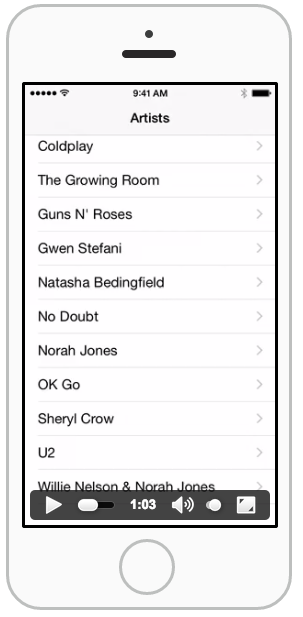 9:41 AM
Artists
Coldplay
The Growing Room
Guns N' Roses
Gwen Stefani
Natasha Bedingfield
No Doubt
Norah Jones
OK Go
Sheryl Crow
U2
Willie Nelson & Norah Jones
1:03